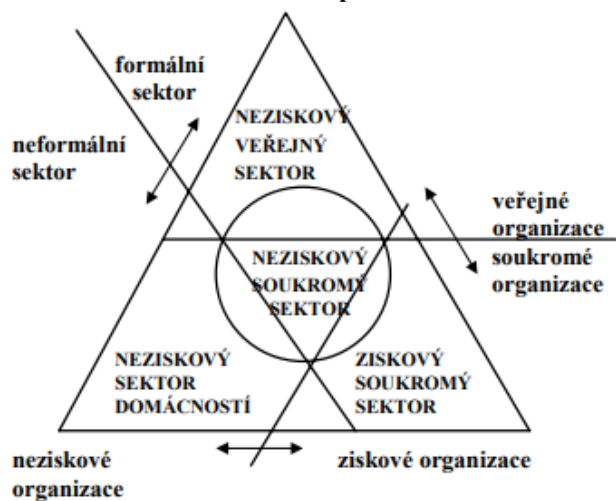 formální
sektor
neformální
sektor
NEZISKOVÝ
VEŘEJNÝ
SEKTOR
veřejné
organizace
soukromé
organizace
NEZISKOVÝ
SOUKROMÝ
SEKTOR
NEZISKOVÝ
SEKTOR
DOMÁCNOSTÍ
ZISKOVÝ
SOUKROMÝ
SEKTOR
neziskové
organizace
ziskové organizace